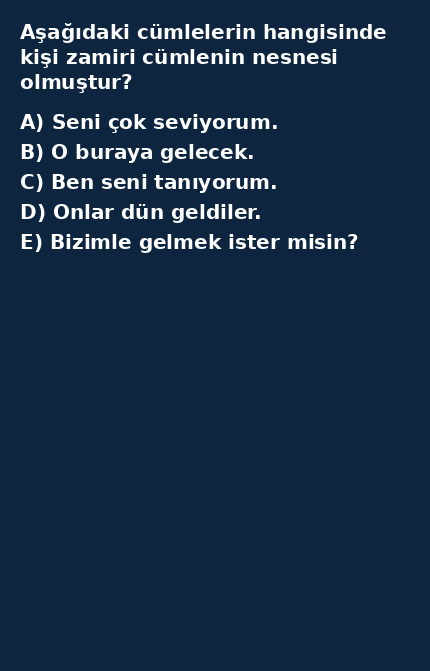 Aşağıdaki cümlelerin hangisinde
kişi zamiri cümlenin nesnesi
olmuştur?
A) Seni çok seviyorum.
B) O buraya gelecek.
C) Ben seni tanıyorum.
D) Onlar dün geldiler.
E) Bizimle gelmek ister misin?